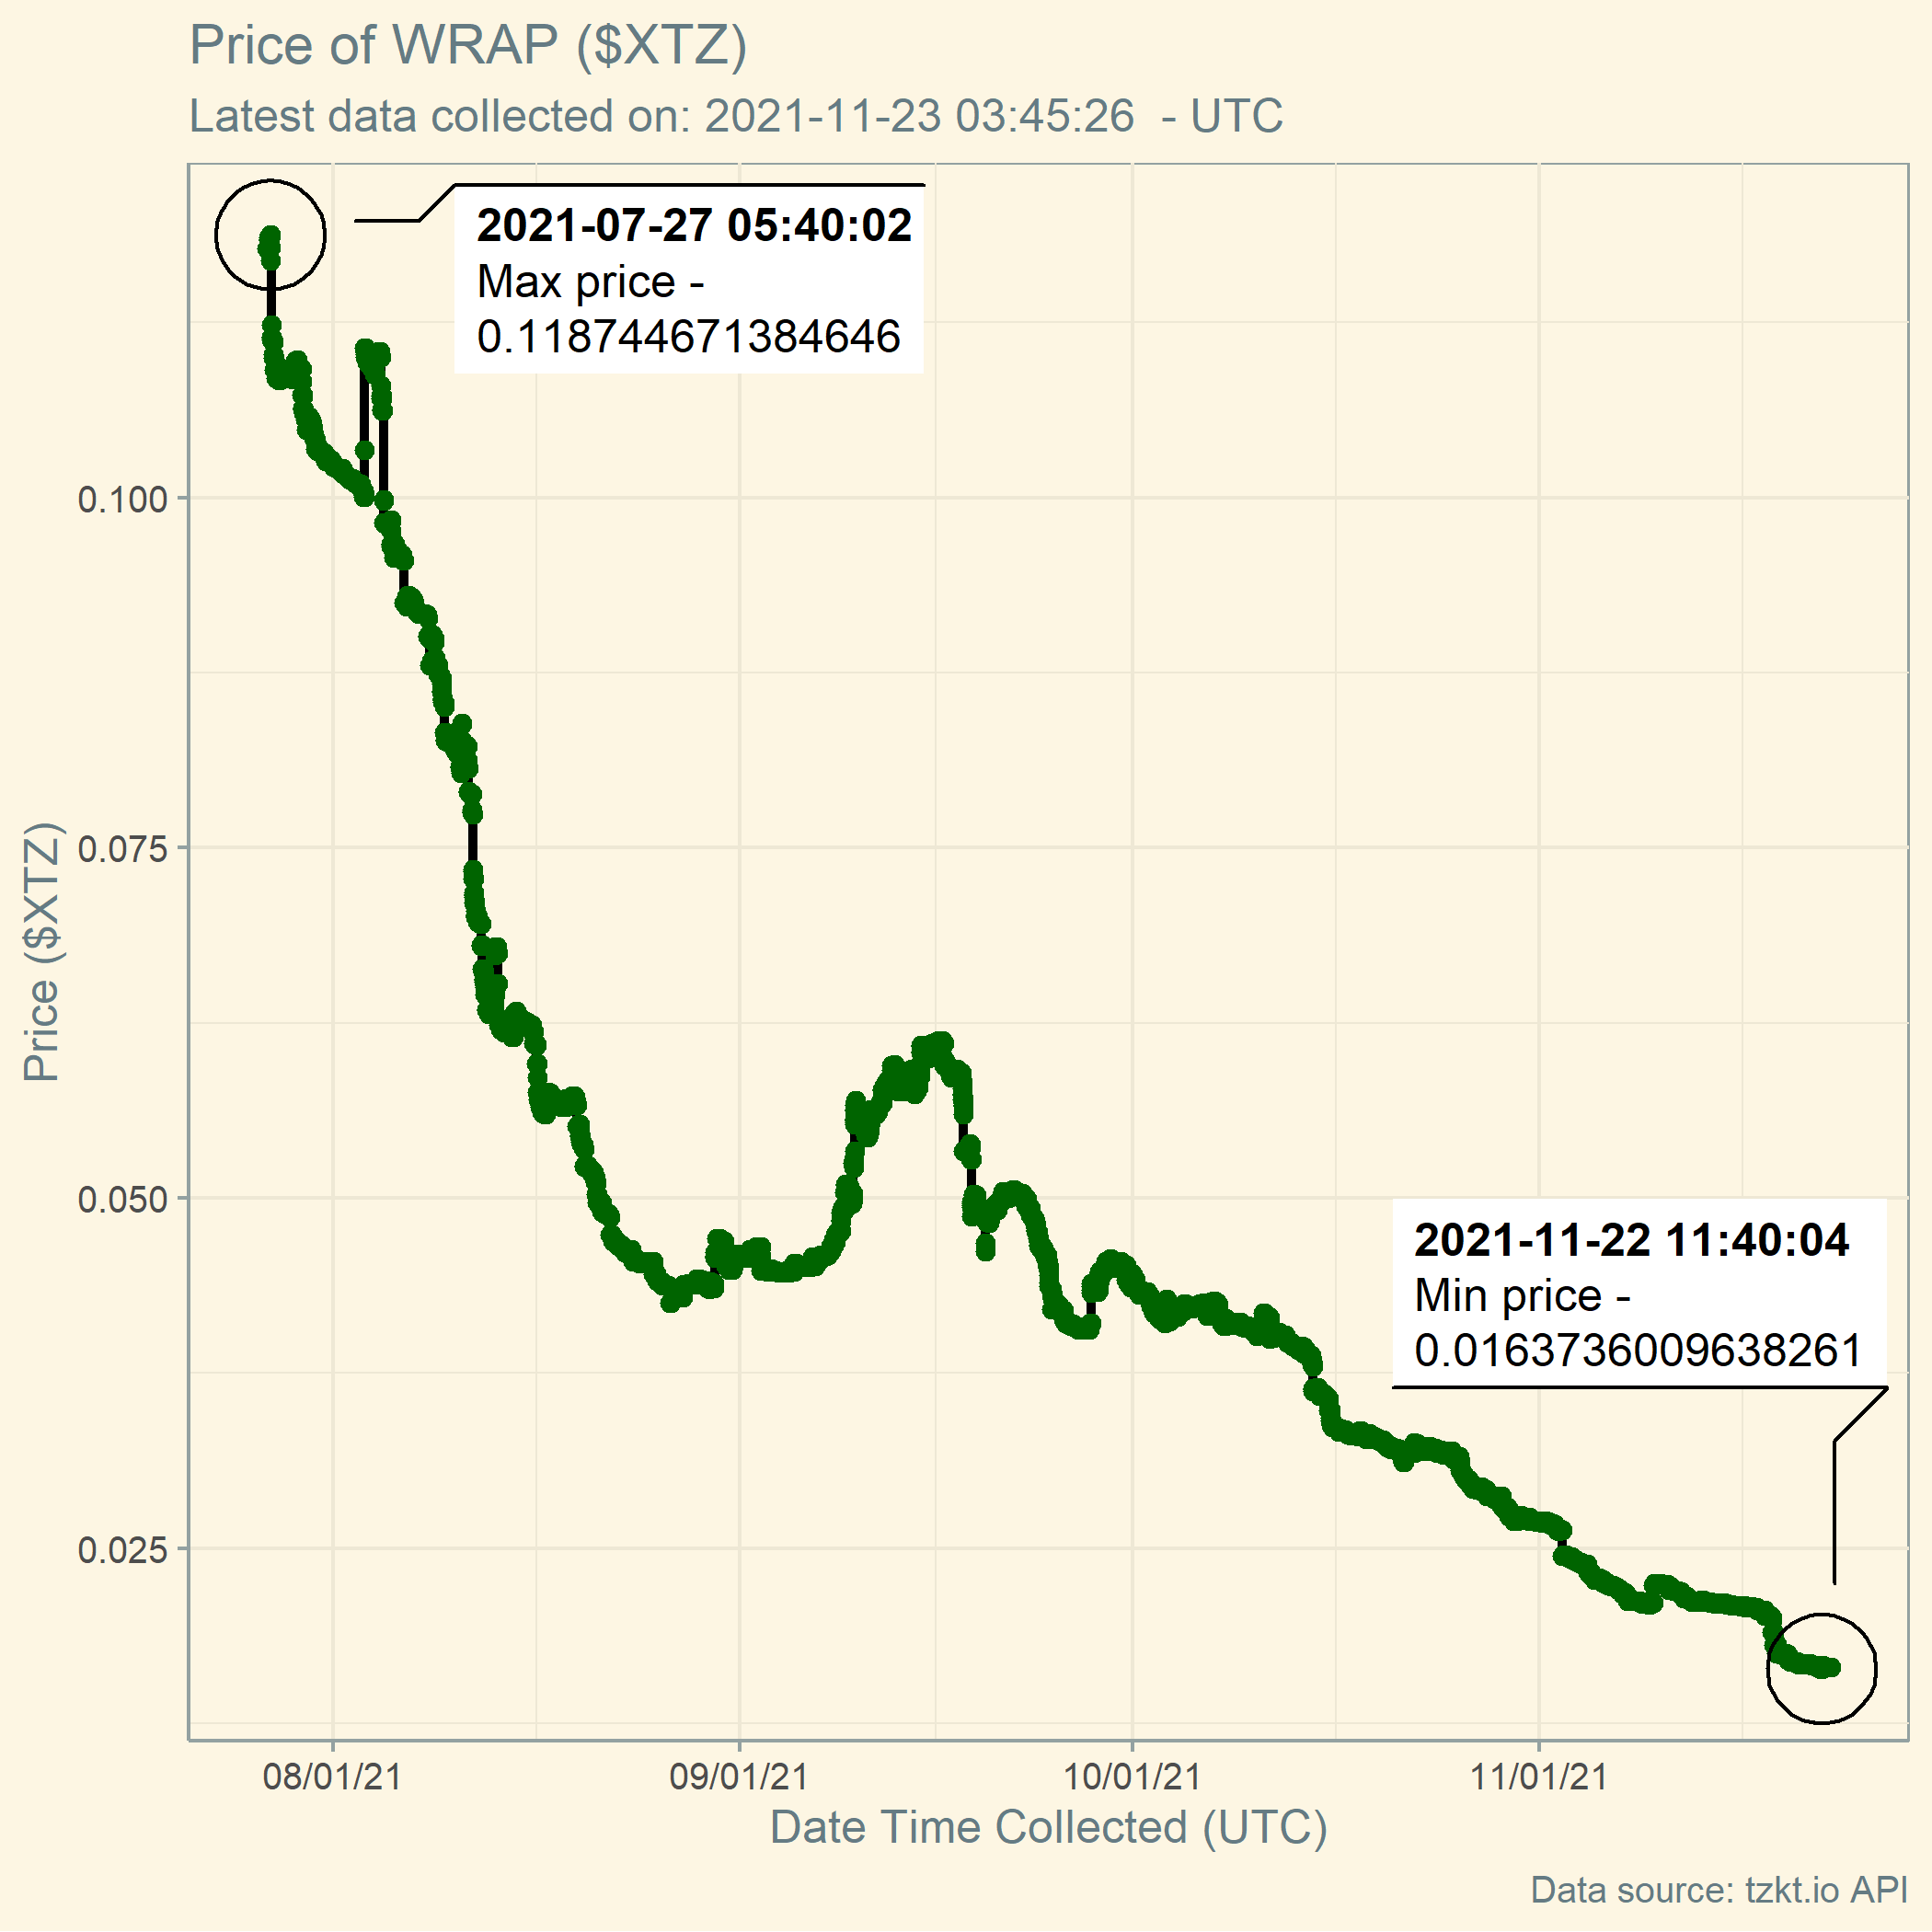 Price of WRAP ($XTZ)
Latest data collected on: 2021-11-23 03:45:26  - UTC
2021-07-27 05:40:02
Max price -
0.118744671384646
0.100
0.075
0.050
0.025
Price ($XTZ)
2021-11-22 11:40:04
Min price -
0.0163736009638261
08/01/21
09/01/21
10/01/21
11/01/21
Date Time Collected (UTC)
Data source: tzkt.io API